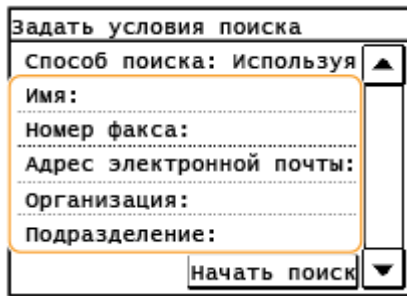 Задать условия поиска
Способ поиска: Используя
Имя:
Номер факса:
Адрес электронной почты:
Организация:
Подразделение:
Начать поиск